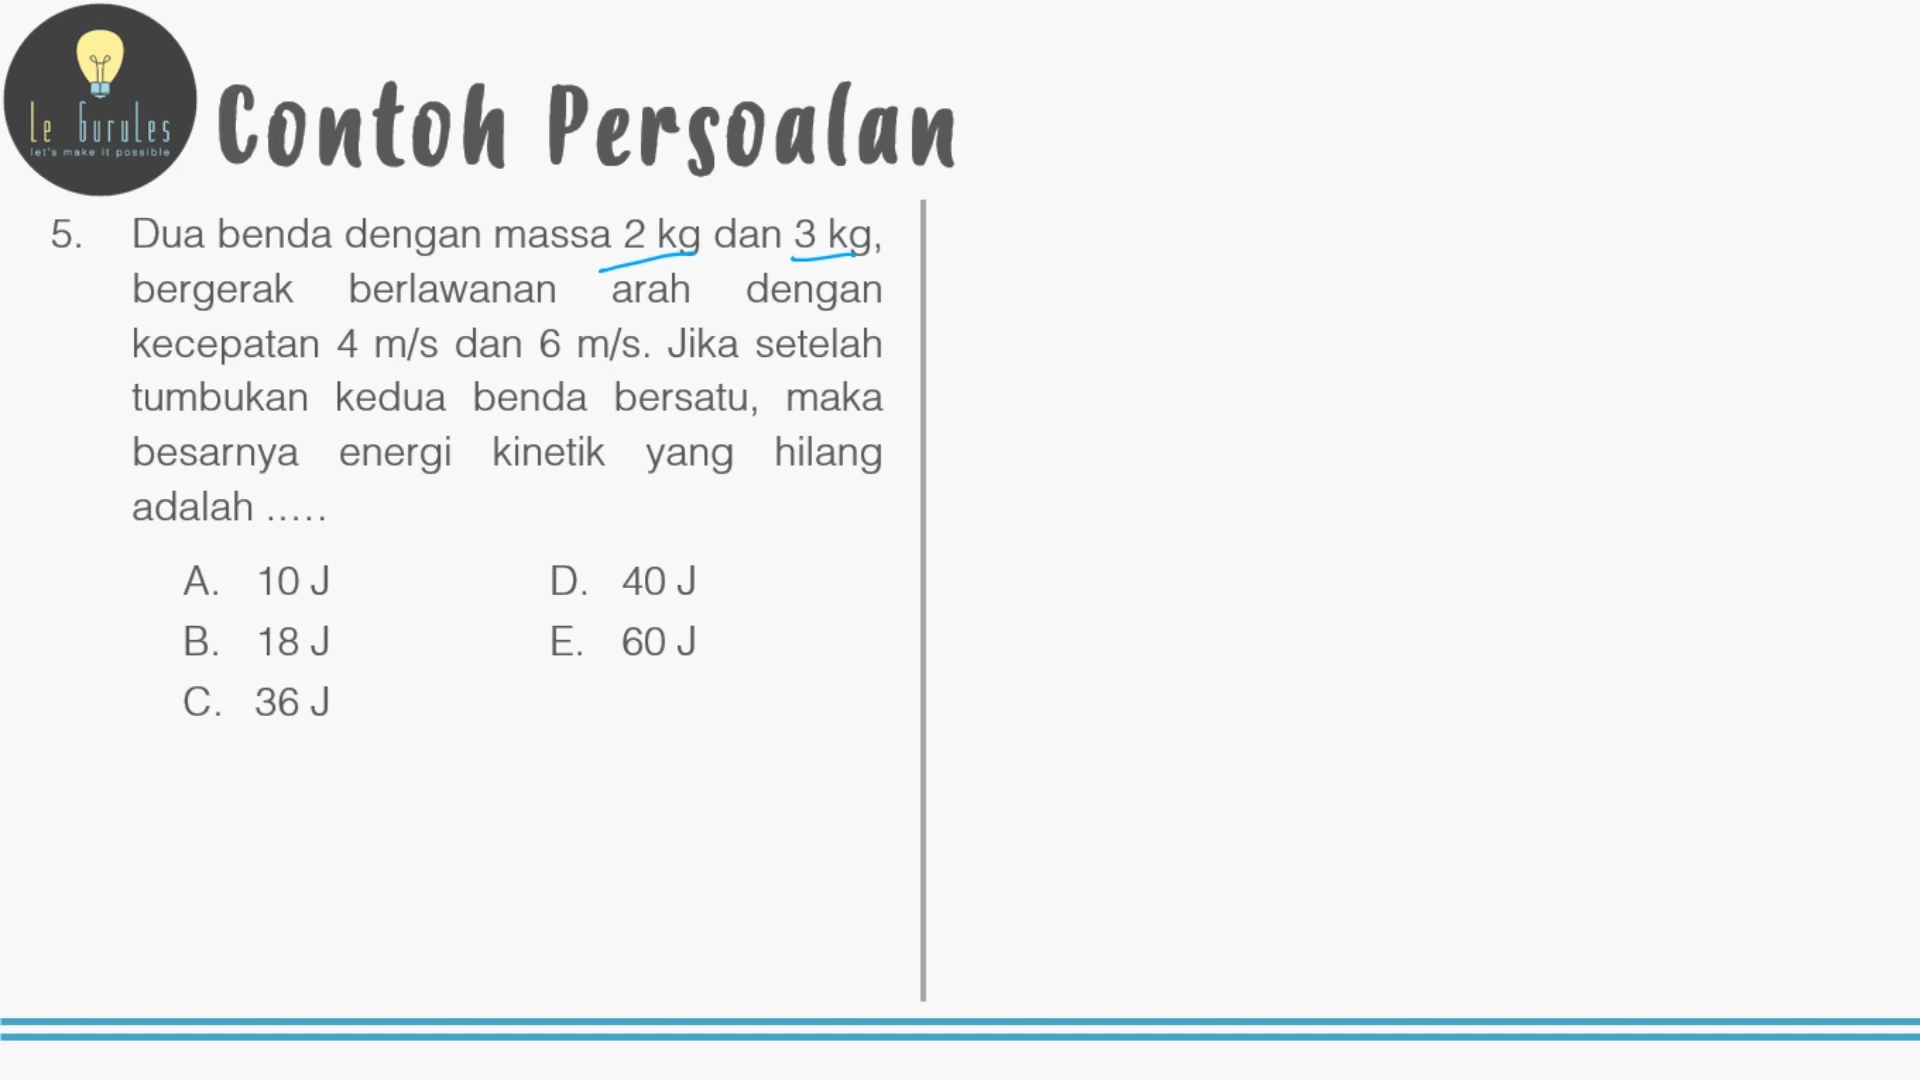 Le Gurules
let's make it possible
Contoh Persoalan
5. Dua benda dengan massa 2 kg dan 3 kg,
bergerak berlawanan arah dengan
kecepatan 4 m/s dan 6 m/s. Jika setelah
tumbukan kedua benda bersatu, maka
besarnya energi kinetik yang hilang
adalah .....
A. 10 J
B. 18 J
C. 36 J
D. 40 J
E. 60 J